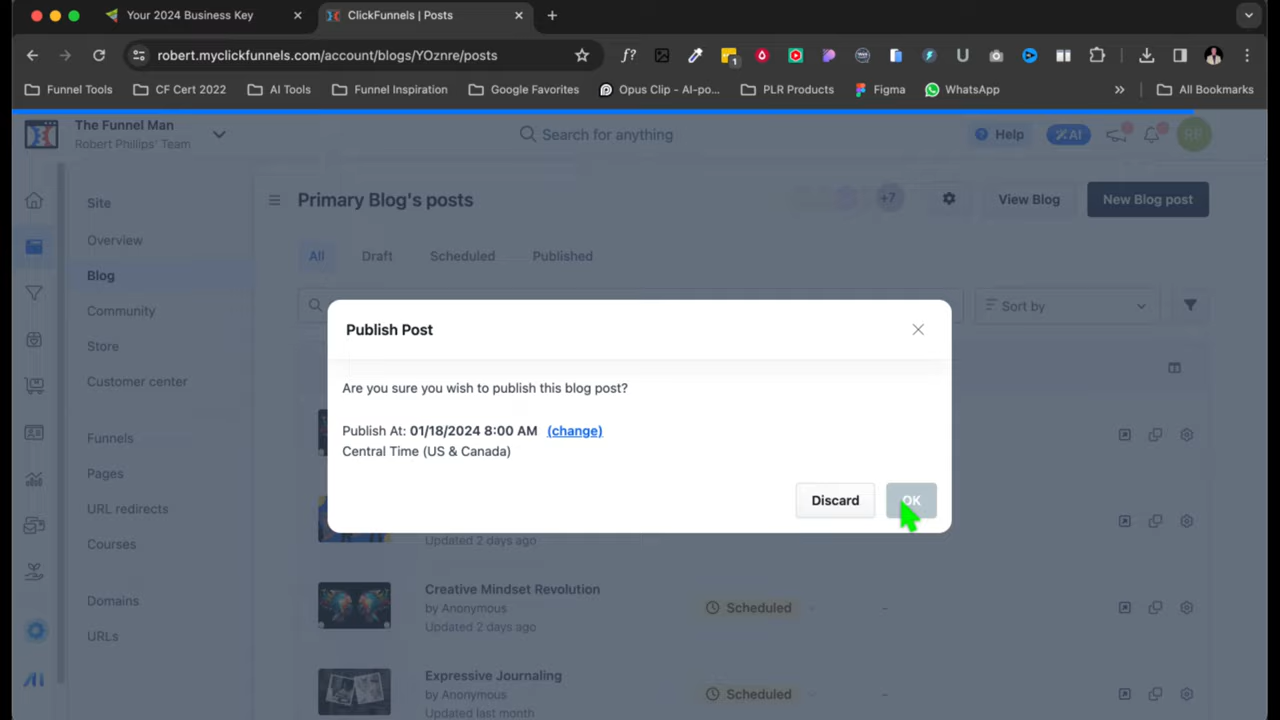 Your 2024 Business Key
ClickFunnels | Posts
robert.myclickfunnels.com/account/blogs/YOznre/posts
f?
1
Funnel Tools
CF Cert 2022
AI Tools
Funnel Inspiration
Google Favorites
Opus Clip - AI-po...
PLR Products
Figma
WhatsApp
»
All Bookmarks
The Funnel Man
Robert Phillips' Team
Search for anything
Help
AI
RP
Site
Overview
Blog
Community
Store
Customer center
Funnels
Pages
URL redirects
Courses
Domains
URLs
AI
Primary Blog's posts
+7
View Blog
New Blog post
All
Draft
Scheduled
Published
Sort by
Publish Post
Are you sure you wish to publish this blog post?
Publish At: 01/18/2024 8:00 AM (change)
Central Time (US & Canada)
Discard
OK
Updated 2 days ago
Creative Mindset Revolution
by Anonymous
Updated 2 days ago
Scheduled
-
Expressive Journaling
by Anonymous
Updated last month
Scheduled
-